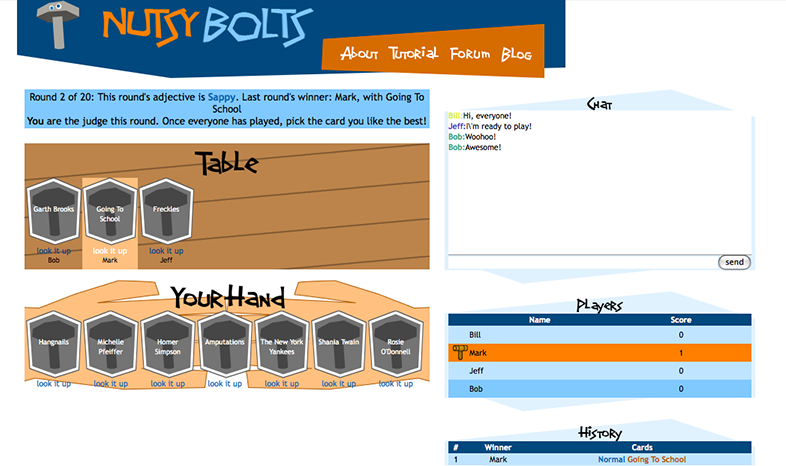 NUTSY BOLTS
About Tutorial Forum Blog
Round 2 of 20: This round's adjective is Sappy. Last round's winner: Mark, with Going To
School
You are the judge this round. Once everyone has played, pick the card you like the best!
Table
Garth Brooks
Going To
School
Freckles
look it up look it up look it up
Bob Mark Jeff
Your Hand
Hangnails
Michelle
Pfeiffer
Homer
Simpson
Amputations
The New York
Yankees
Shania Twain
Rosie
O'Donnell
look it up look it up look it up look it up look it up look it up look it up
Chat
Bill:Hi, everyone!
Jeff:I\'m ready to play!
Bob:Woohoo!
Bob:Awesome!
send
Players
Name Score
Bill 0
Mark 1
Jeff 0
Bob 0
History
# Winner Cards
1 Mark Normal Going To School